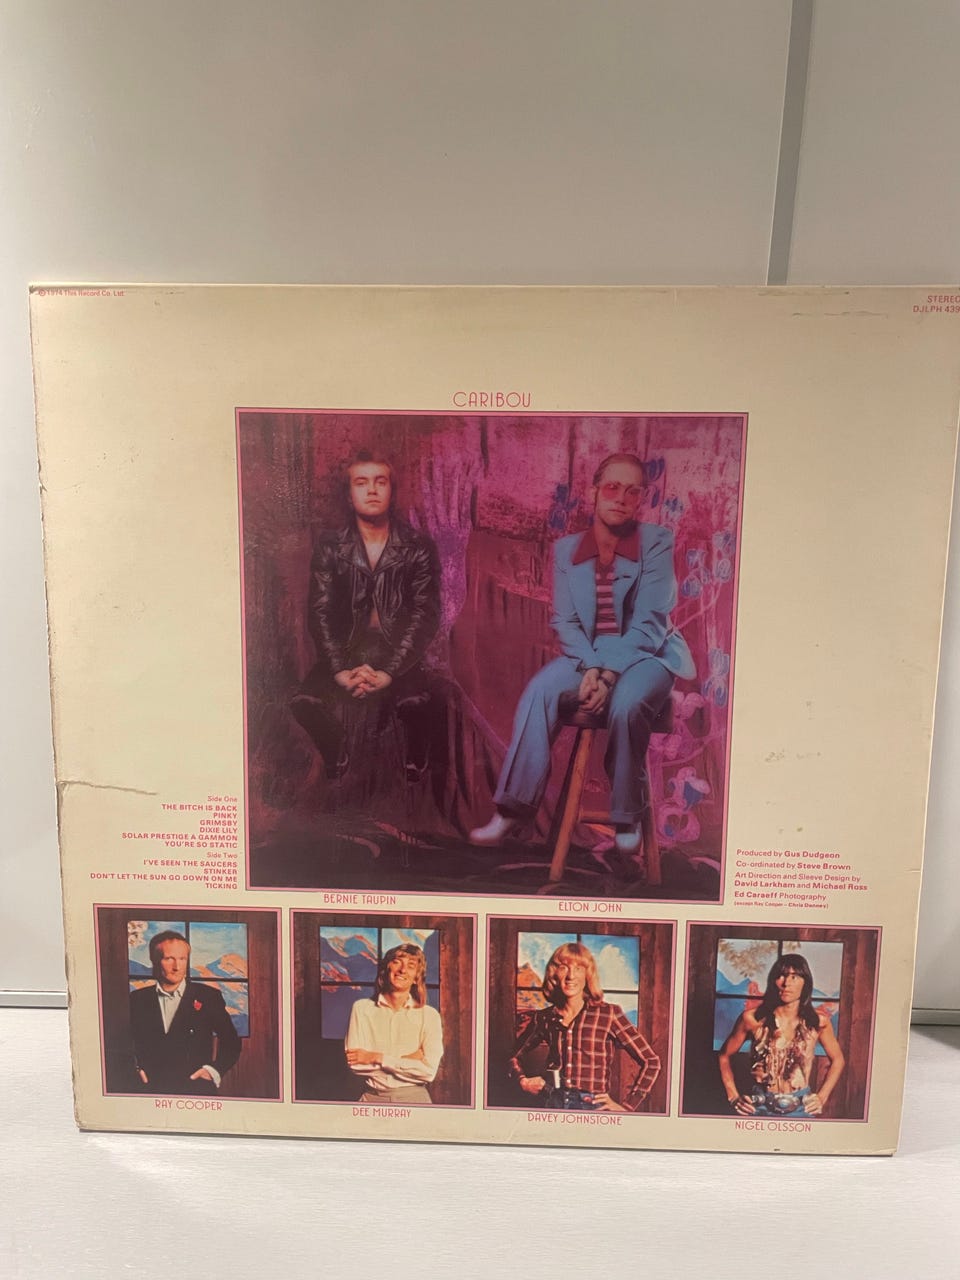 © 1974 This Record Co. Ltd
STEREO
DJLPH 439
CARIBOU
Side One
THE BITCH IS BACK
PINKY
GRIMSBY
DIXIE LILY
SOLAR PRESTIGE A GAMMON
YOU'RE SO STATIC
Side Two
I'VE SEEN THE SAUCERS
STINKER
DON'T LET THE SUN GO DOWN ON ME
TICKING
Produced by Gus Dudgeon
Co-ordinated by Steve Brown
Art Direction and Sleeve Design by
David Larkham and Michael Ross
Ed Caraeff Photography
(except Ray Cooper – Chris Denney)
BERNIE TAUPIN
ELTON JOHN
RAY COOPER
DEE MURRAY
DAVEY JOHNSTONE
NIGEL OLSSON